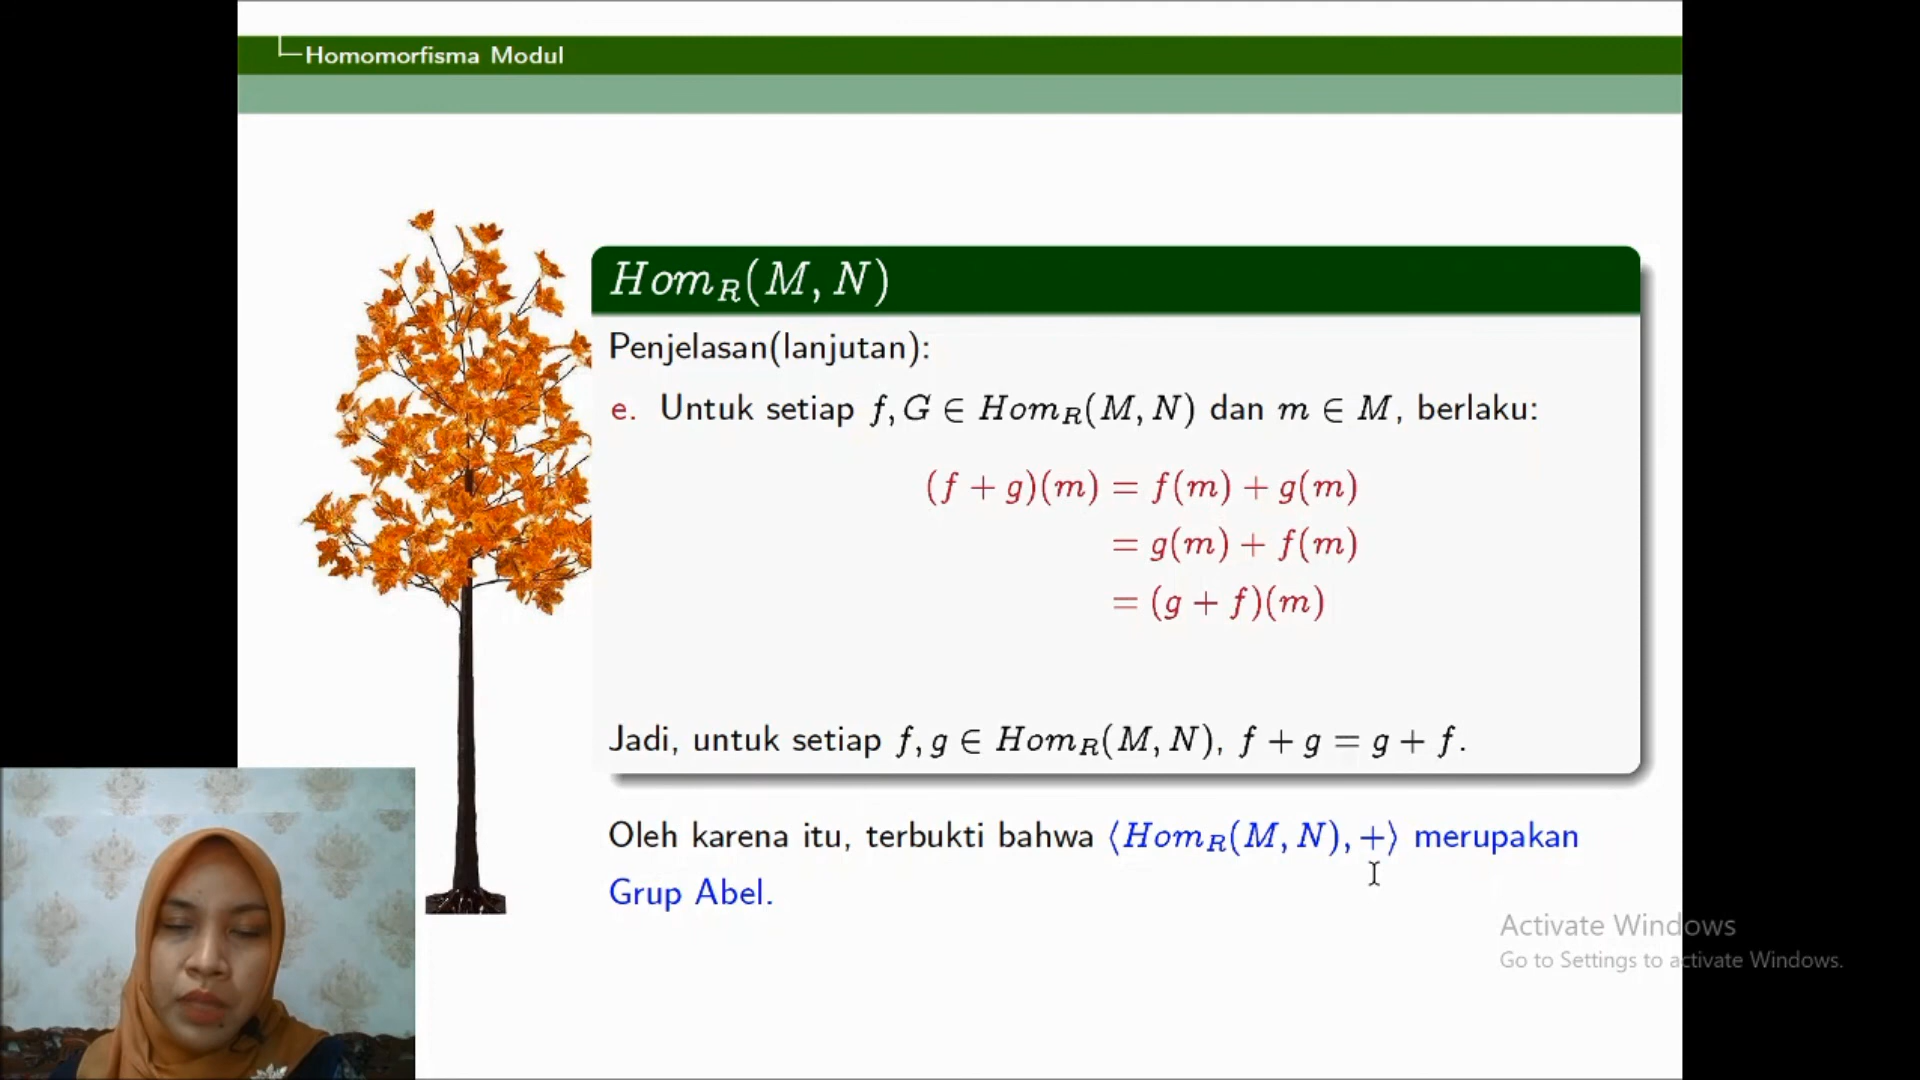 Homomorfisma Modul
Hom_R(M, N)
Penjelasan(lanjutan):
e. Untuk setiap f, G ∈ Hom_R(M, N) dan m ∈ M, berlaku:
(f + g)(m) = f(m) + g(m)
= g(m) + f(m)
= (g + f)(m)
Jadi, untuk setiap f, g ∈ Hom_R(M, N), f + g = g + f.
Oleh karena itu, terbukti bahwa ⟨Hom_R(M, N), +⟩ merupakan
Grup Abel.
Activate Windows
Go to Settings to activate Windows.